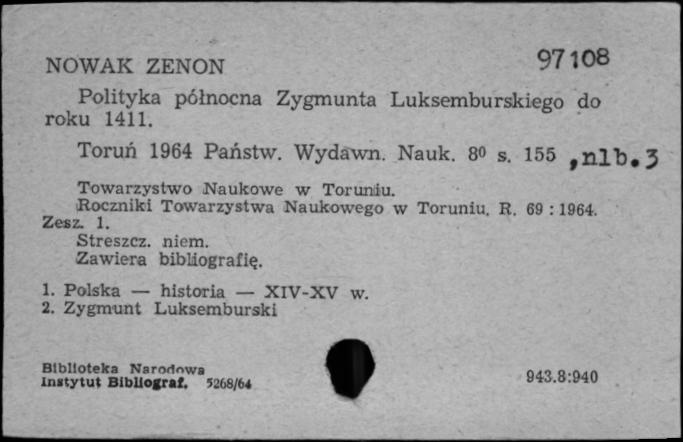 97108
NOWAK ZENON
Polityka północna Zygmunta Luksemburskiego do
roku 1411.
Toruń 1964 Państw. Wydawn. Nauk. 8⁰ s. 155 , nlb. 3
Towarzystwo Naukowe w Toruniu.
Roczniki Towarzystwa Naukowego w Toruniu. R. 69 : 1964.
Zesz. 1.
Streszcz. niem.
Zawiera bibliografię.
1. Polska — historia — XIV-XV w.
2. Zygmunt Luksemburski
Biblioteka Narodowa
Instytut Bibliograf. 5268/64
943.8:940